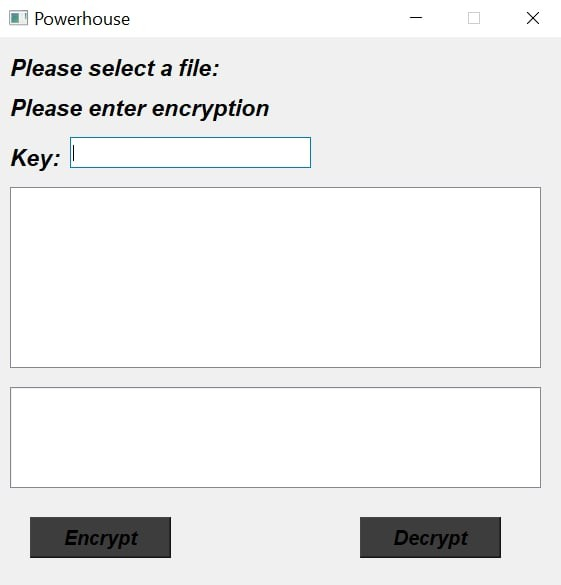 Powerhouse
Please select a file:
Please enter encryption
Key:
Encrypt
Decrypt